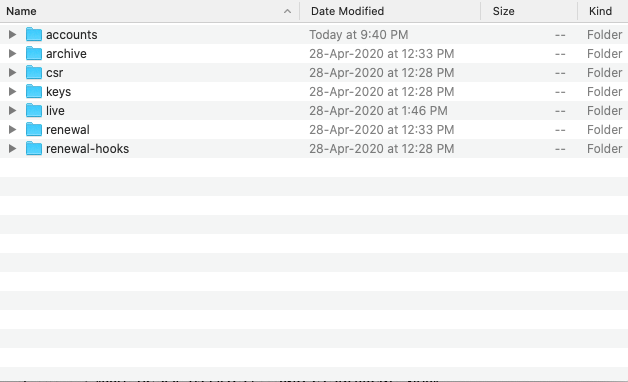 Name Date Modified Size Kind
accounts Today at 9:40 PM -- Folder
archive 28-Apr-2020 at 12:33 PM -- Folder
csr 28-Apr-2020 at 12:28 PM -- Folder
keys 28-Apr-2020 at 12:28 PM -- Folder
live 28-Apr-2020 at 1:46 PM -- Folder
renewal 28-Apr-2020 at 12:33 PM -- Folder
renewal-hooks 28-Apr-2020 at 12:28 PM -- Folder